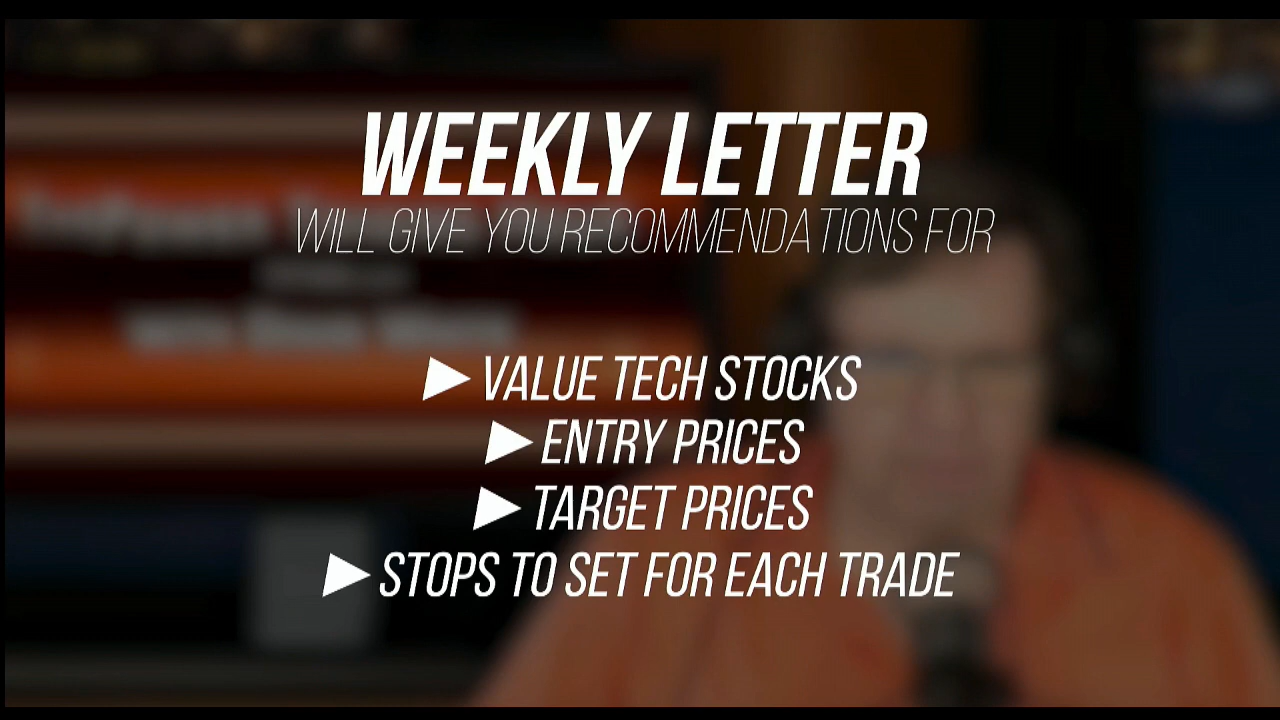 WEEKLY LETTER
WILL GIVE YOU RECOMMENDATIONS FOR
▶ VALUE TECH STOCKS
▶ ENTRY PRICES
▶ TARGET PRICES
▶ STOPS TO SET FOR EACH TRADE